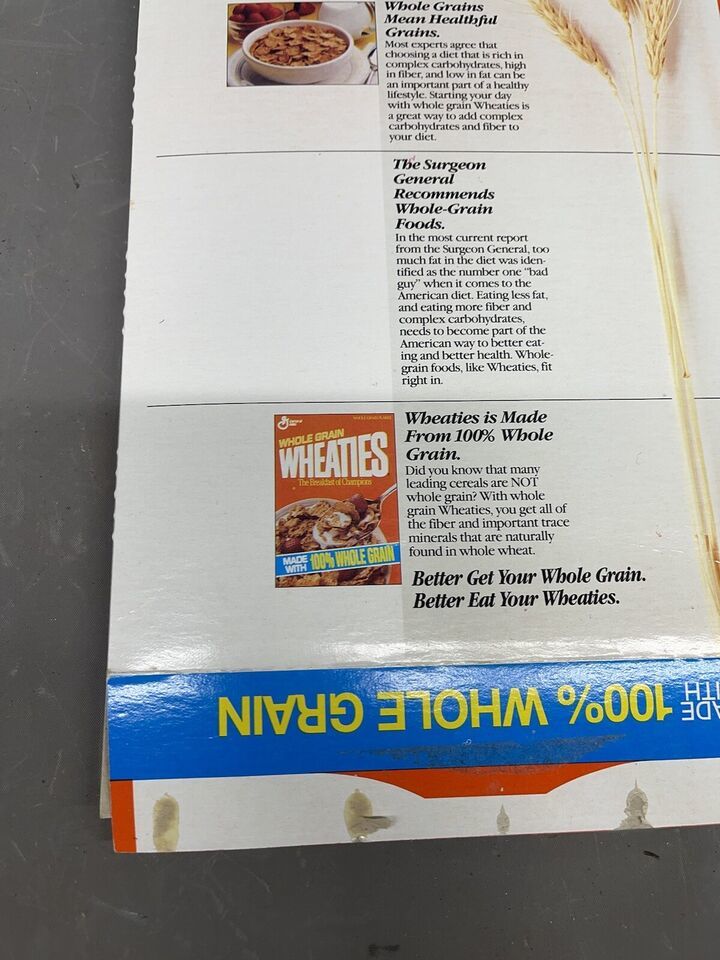 Whole Grains
Mean Healthful
Grains.
Most experts agree that
choosing a diet that is rich in
complex carbohydrates, high
in fiber, and low in fat can be
an important part of a healthy
lifestyle. Starting your day
with whole grain Wheaties is
a great way to add complex
carbohydrates and fiber to
your diet.
The Surgeon
General
Recommends
Whole-Grain
Foods.
In the most current report
from the Surgeon General, too
much fat in the diet was iden-
tified as the number one "bad
guy" when it comes to the
American diet. Eating less fat,
and eating more fiber and
complex carbohydrates,
needs to become part of the
American way to better eat-
ing and better health. Whole-
grain foods, like Wheaties, fit
right in.
WHOLE GRAIN
WHEATIES
The Breakfast of Champions
MADE
WITH 100% WHOLE GRAIN
Wheaties is Made
From 100% Whole
Grain.
Did you know that many
leading cereals are NOT
whole grain? With whole
grain Wheaties, you get all of
the fiber and important trace
minerals that are naturally
found in whole wheat.
Better Get Your Whole Grain.
Better Eat Your Wheaties.
ADE
ITH 100% WHOLE GRAIN